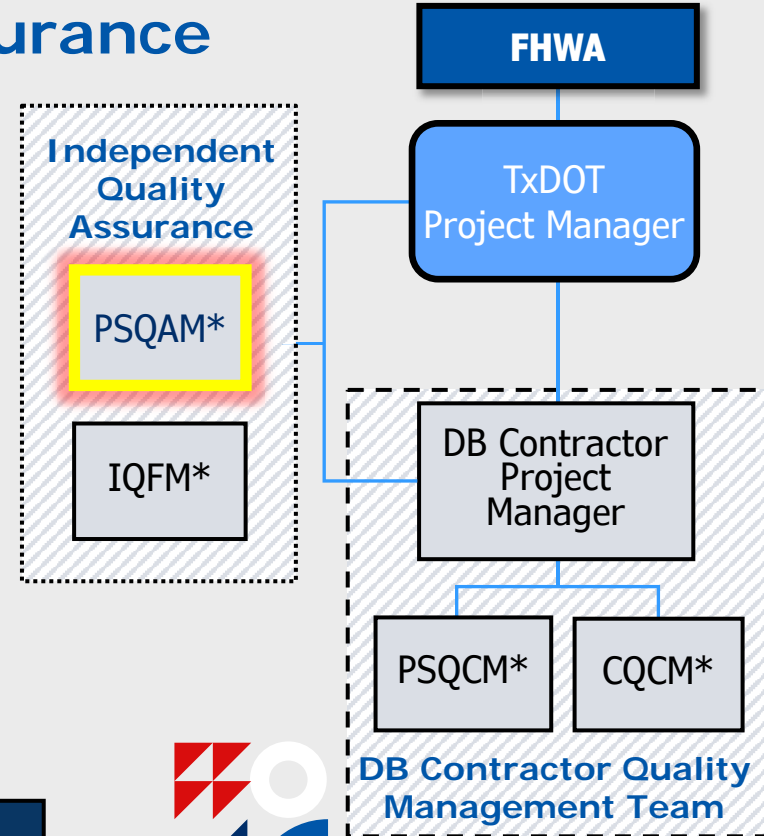 urance
FHWA
Independent
Quality
Assurance
TxDOT
Project Manager
PSQAM*
IQFM*
DB Contractor
Project
Manager
PSQCM*
CQCM*
DB Contractor Quality
Management Team